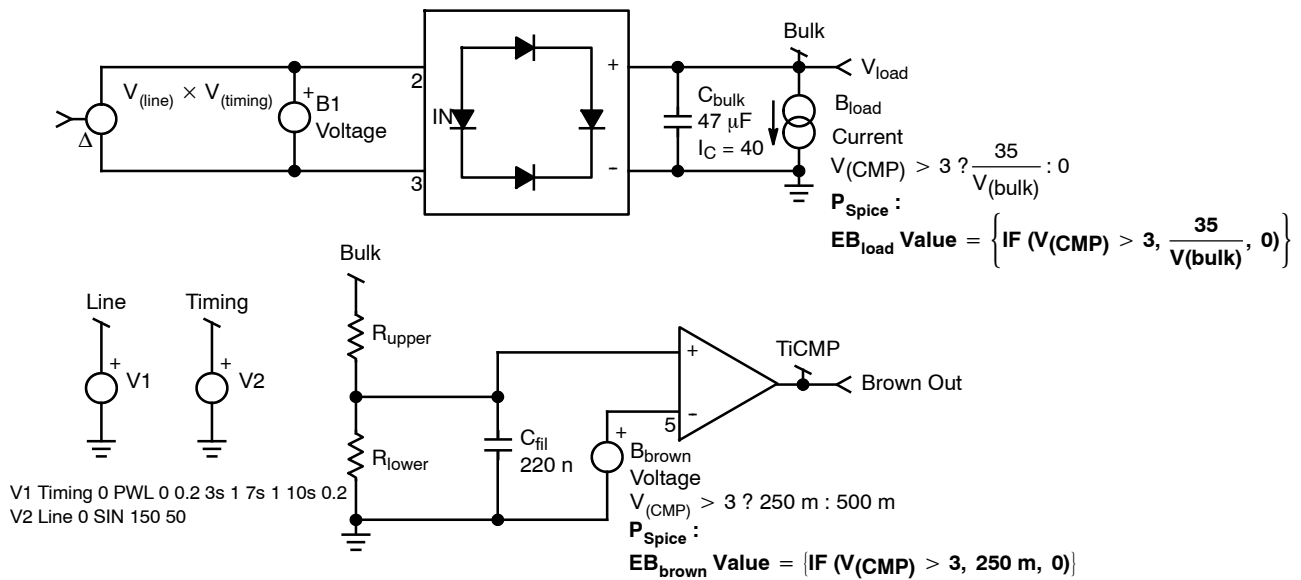 Bulk
V(line) × V(timing)
B1
Voltage
+
2
3
IN
Δ
+
-
Cbulk
47 μF
IC = 40
Vload
Bload
Current
V(CMP) > 3 ? 35 / V(bulk) : 0
PSpice :
EBload Value = {IF (V(CMP) > 3, 35 / V(bulk), 0)}
Line
+
V1
Timing
+
V2
Bulk
Rupper
Rlower
Cfil
220 n
+
-
5
TiCMP
Brown Out
+
Bbrown
Voltage
V(CMP) > 3 ? 250 m : 500 m
PSpice :
EBbrown Value = {IF (V(CMP) > 3, 250 m, 0)}
V1 Timing 0 PWL 0 0.2 3s 1 7s 1 10s 0.2
V2 Line 0 SIN 150 50